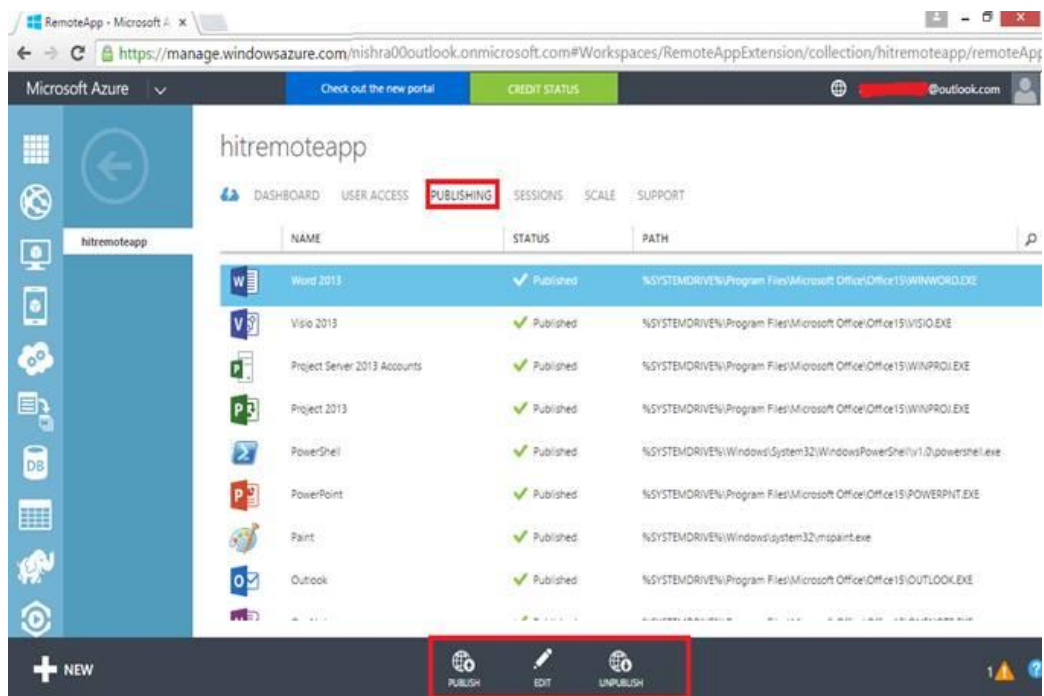 RemoteApp - Microsoft A
https://manage.windowsazure.com/nishra00outlook.onmicrosoft.com#Workspaces/RemoteAppExtension/collection/hitremoteapp/remoteApp
Microsoft Azure
Check out the new portal
CREDIT STATUS
@outlook.com
hitremoteapp
DASHBOARD USER ACCESS PUBLISHING SESSIONS SCALE SUPPORT
hitremoteapp
NAME STATUS PATH
Word 2013 Published %SYSTEMDRIVE%\Program Files\Microsoft Office\Office15\WINWORD.EXE
Visio 2013 Published %SYSTEMDRIVE%\Program Files\Microsoft Office\Office15\VISIO.EXE
Project Server 2013 Accounts Published %SYSTEMDRIVE%\Program Files\Microsoft Office\Office15\WINPROJ.EXE
Project 2013 Published %SYSTEMDRIVE%\Program Files\Microsoft Office\Office15\WINPROJ.EXE
PowerShell Published %SYSTEMDRIVE%\Windows\System32\WindowsPowerShell\v1.0\powershell.exe
PowerPoint Published %SYSTEMDRIVE%\Program Files\Microsoft Office\Office15\POWERPNT.EXE
Paint Published %SYSTEMDRIVE%\Windows\system32\mspaint.exe
DB
Outlook Published %SYSTEMDRIVE%\Program Files\Microsoft Office\Office15\OUTLOOK.EXE
NEW
PUBLISH EDIT UNPUBLISH
1